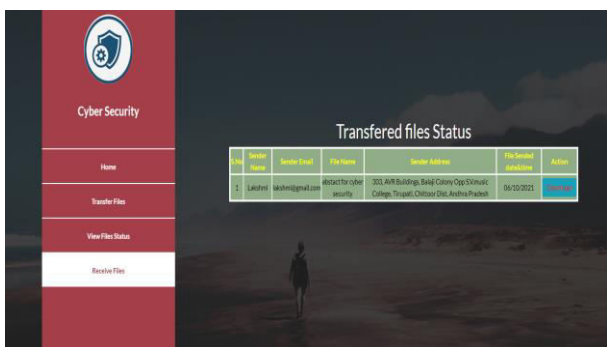 Cyber Security
Home
Transfer Files
View Files Status
Receive Files
Transfered files Status
S.No Sender Name Sender Email File Name Sender Address File Sended date&time Action
1 Lakshmi lakshmi@gmail.com abstact for cyber security 303, AVR Buildings, Balaji Colony Opp S.V.music College, Tirupati, Chittoor Dist, Andhra Pradesh 06/10/2021 Download